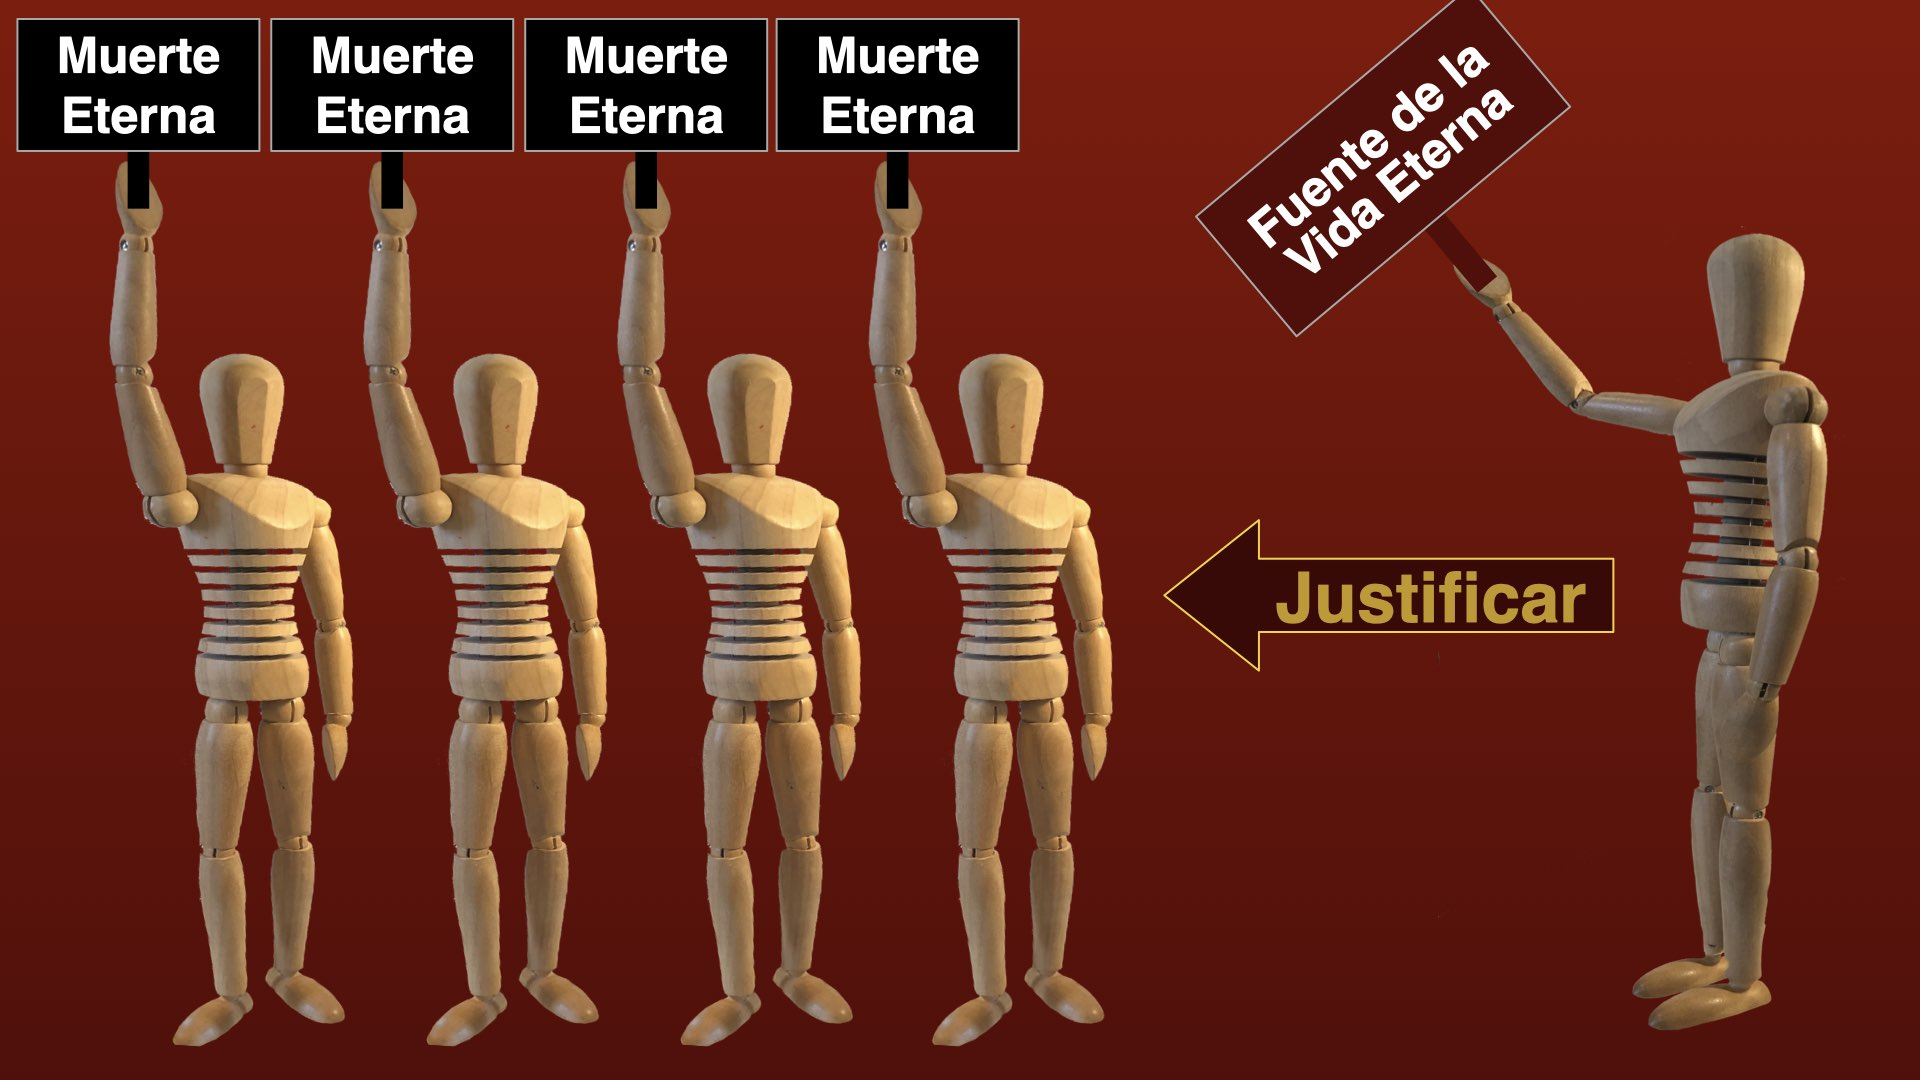 Muerte
Eterna
Muerte
Eterna
Muerte
Eterna
Muerte
Eterna
Fuente de la
Vida Eterna
Justificar